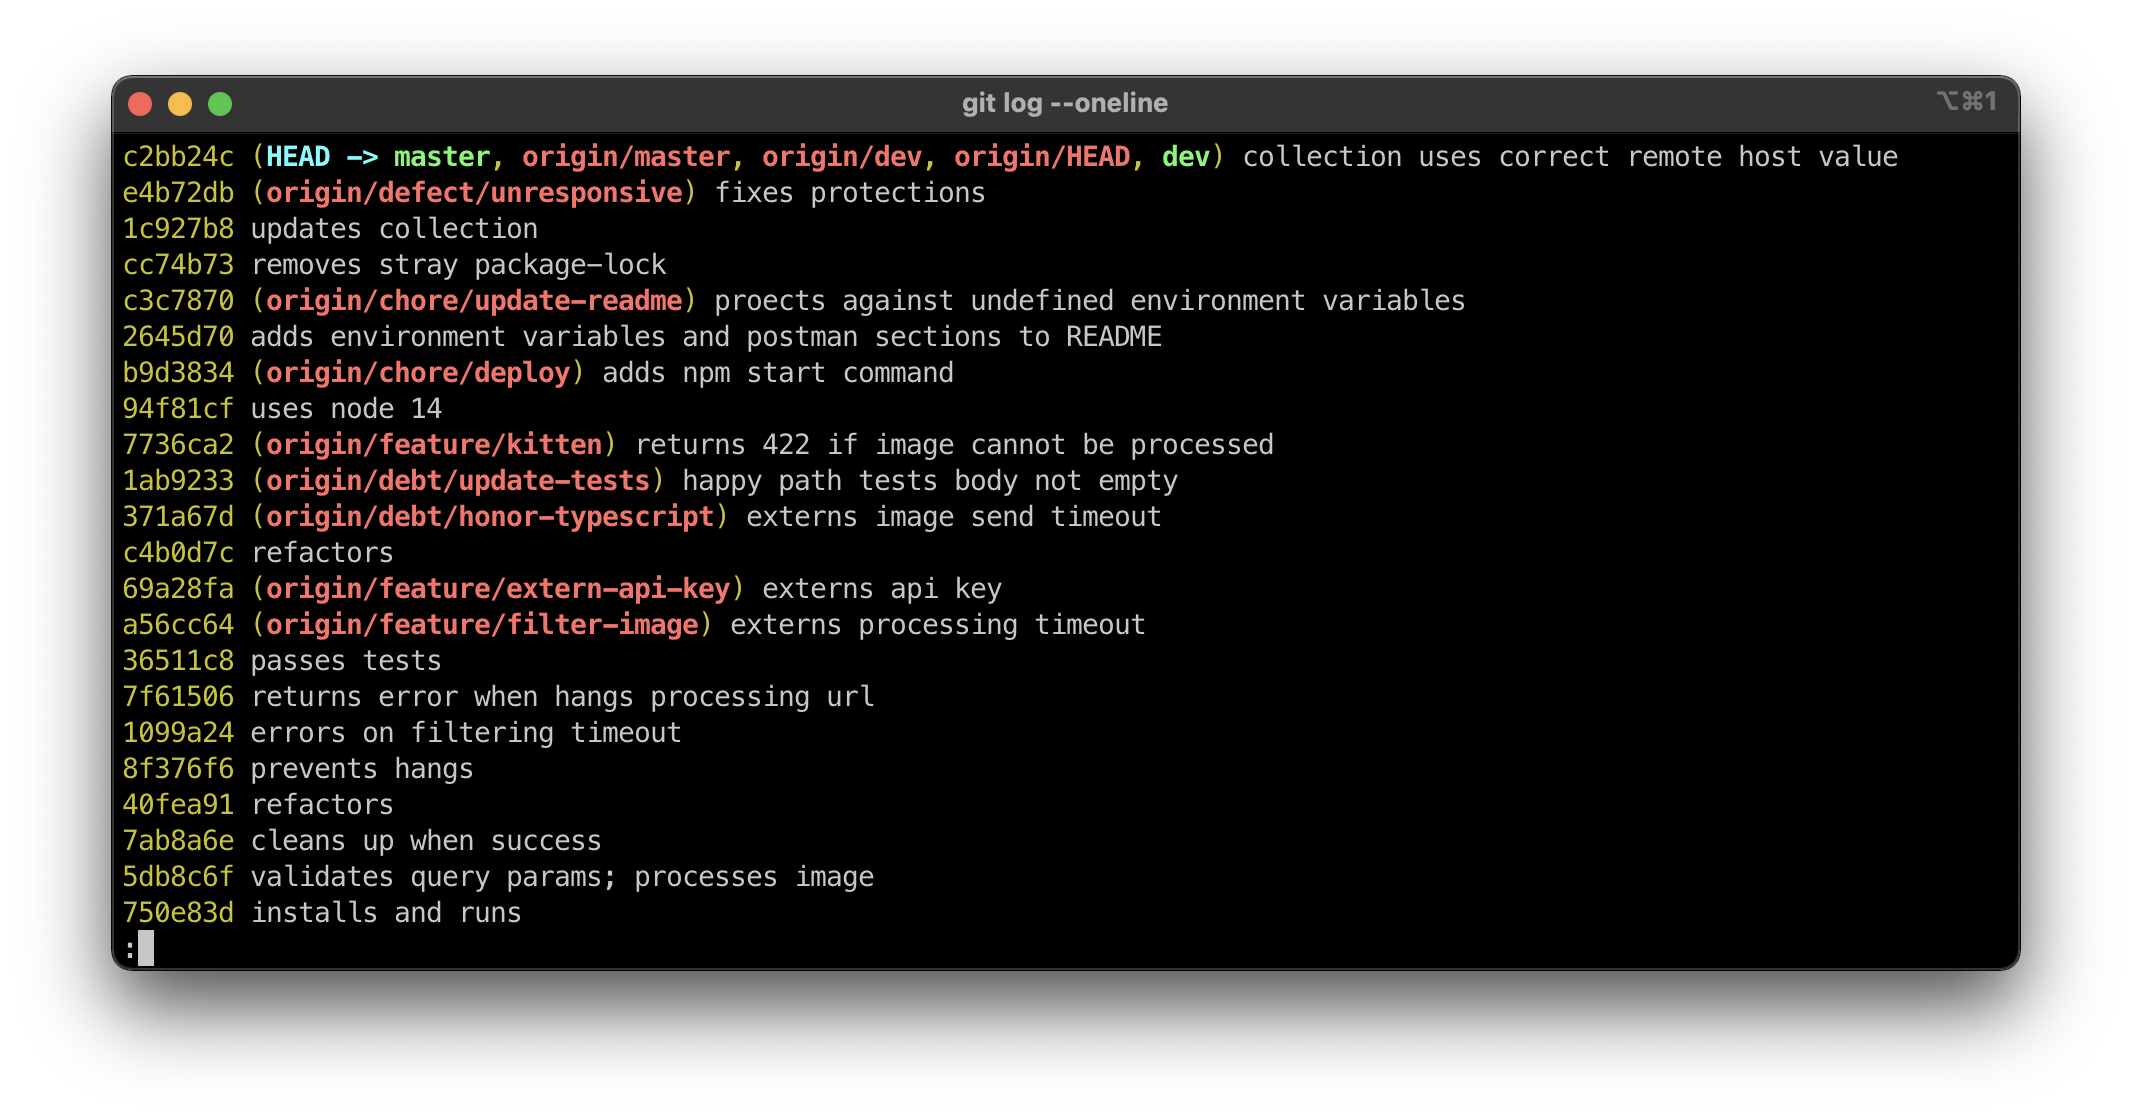 git log --oneline ⌥⌘1
c2bb24c (HEAD -> master, origin/master, origin/dev, origin/HEAD, dev) collection uses correct remote host value
e4b72db (origin/defect/unresponsive) fixes protections
1c927b8 updates collection
cc74b73 removes stray package-lock
c3c7870 (origin/chore/update-readme) proects against undefined environment variables
2645d70 adds environment variables and postman sections to README
b9d3834 (origin/chore/deploy) adds npm start command
94f81cf uses node 14
7736ca2 (origin/feature/kitten) returns 422 if image cannot be processed
1ab9233 (origin/debt/update-tests) happy path tests body not empty
371a67d (origin/debt/honor-typescript) externs image send timeout
c4b0d7c refactors
69a28fa (origin/feature/extern-api-key) externs api key
a56cc64 (origin/feature/filter-image) externs processing timeout
36511c8 passes tests
7f61506 returns error when hangs processing url
1099a24 errors on filtering timeout
8f376f6 prevents hangs
40fea91 refactors
7ab8a6e cleans up when success
5db8c6f validates query params; processes image
750e83d installs and runs
: